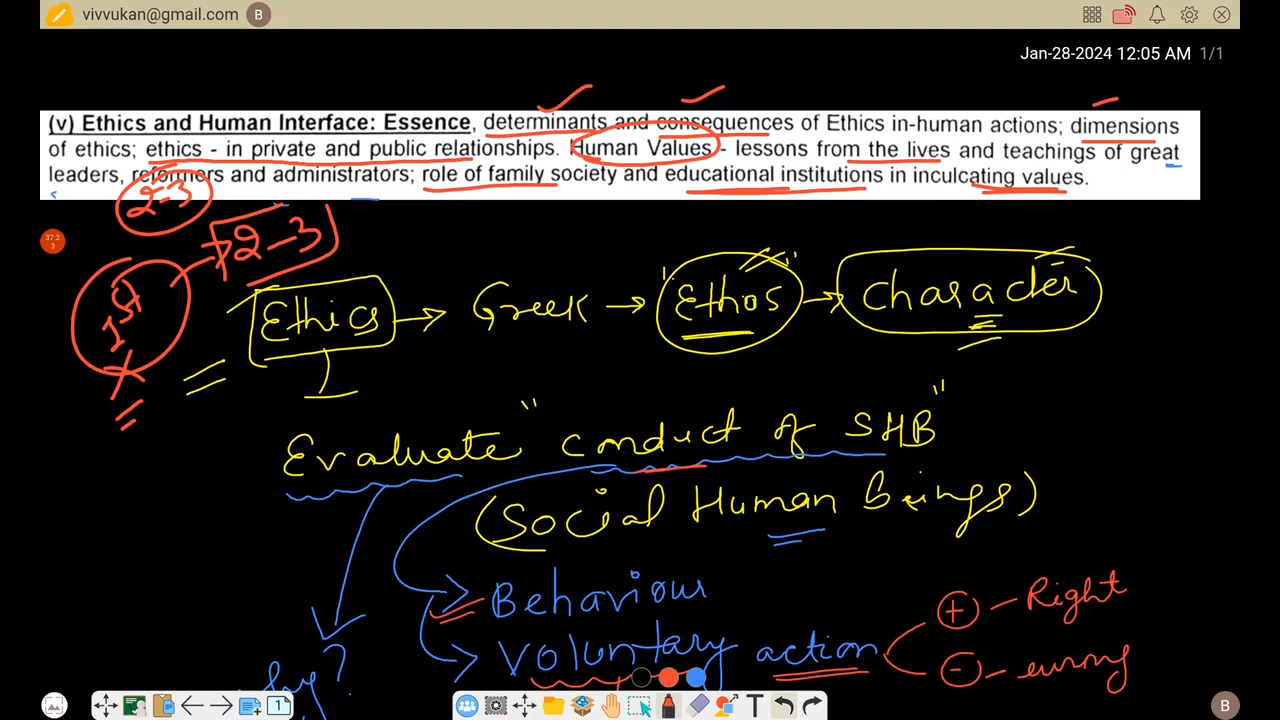 vivvukan@gmail.com B
Jan-28-2024 12:05 AM 1/1
(v) Ethics and Human Interface: Essence, determinants and consequences of Ethics in-human actions; dimensions
of ethics; ethics - in private and public relationships. Human Values - lessons from the lives and teachings of great
leaders, reformers and administrators; role of family society and educational institutions in inculcating values.
2-3
2-3
Ethics → Greek → "Ethos" → Character
Evaluate "conduct of SHB"
(Social Human Beings)
Behaviour
+ - Right
Voluntary action
- - wrong
?
1
T
B